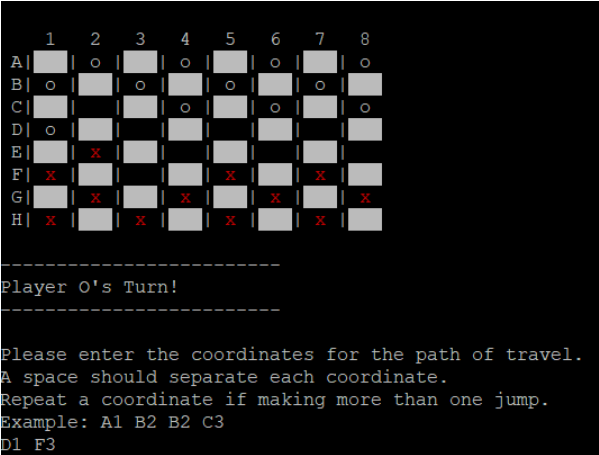 1 2 3 4 5 6 7 8
A| | o | | o | | o | | o
B| o | | o | | o | | o |
C| | | | o | | o | | o
D| o | | | | | | |
E| | x | | | | | |
F| x | | | | x | | x |
G| | x | | x | | x | | x
H| x | | x | | x | | x |
-------------------------
Player O's Turn!
-------------------------
Please enter the coordinates for the path of travel.
A space should separate each coordinate.
Repeat a coordinate if making more than one jump.
Example: A1 B2 B2 C3
D1 F3